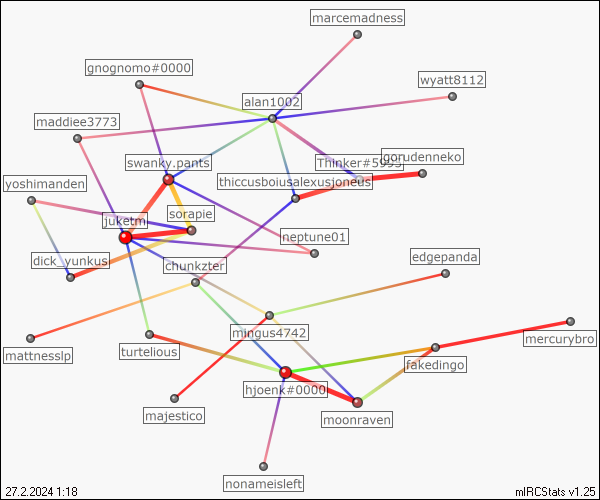 marcemadness
gnognomo#0000
wyatt8112
alan1002
maddiee3773
swanky.pants
Thinker#5993
gorudenneko
yoshimanden
thiccusboiusalexusjoneus
sorapie
juketm
neptune01
dick_yunkus
chunkzter
edgepanda
mingus4742
mattnesslp
turtelious
mercurybro
fakedingo
hjoenk#0000
majestico
moonraven
nonameisleft
27.2.2024 1:18
mIRCStats v1.25